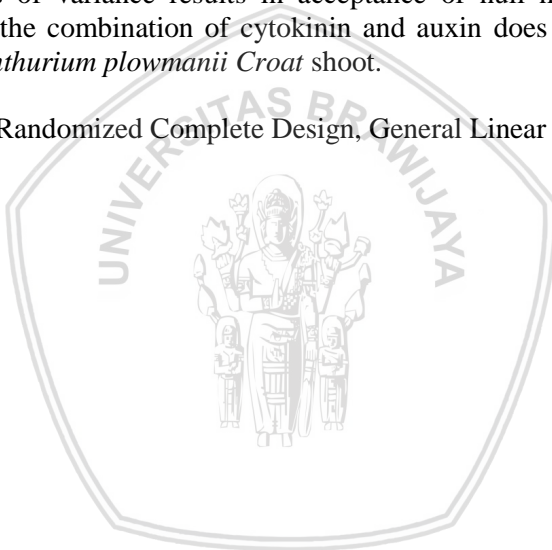 of variance results in acceptance of null
the combination of cytokinin and auxin does
nthurium plowmanii Croat shoot.
Randomized Complete Design, General Linear
UNIVERSITAS BRAWIJAYA